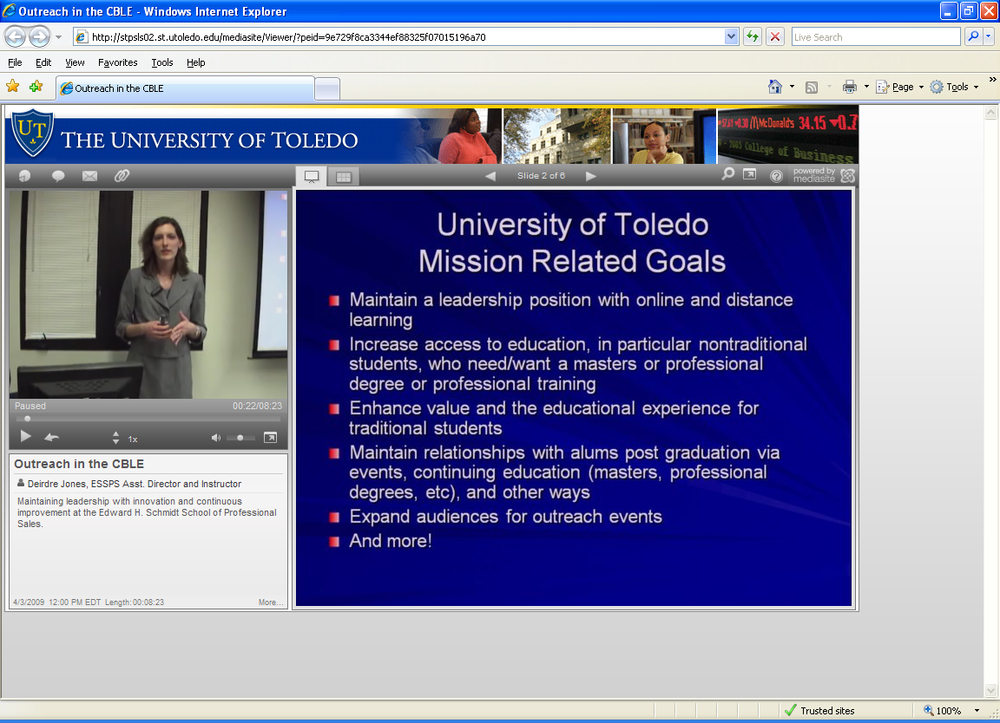 Outreach in the CBLE - Windows Internet Explorer
http://stpsls02.st.utoledo.edu/mediasite/Viewer/?peid=9e729f8ca3344ef88325f07015196a70
Live Search
File Edit View Favorites Tools Help
Outreach in the CBLE
Page Tools
UT
THE UNIVERSITY OF TOLEDO
McDonald's 34.15
2003 College of Business
Slide 2 of 6
powered by
mediasite
University of Toledo
Mission Related Goals
Maintain a leadership position with online and distance
learning
Increase access to education, in particular nontraditional
students, who need/want a masters or professional
degree or professional training
Enhance value and the educational experience for
traditional students
Maintain relationships with alums post graduation via
events, continuing education (masters, professional
degrees, etc), and other ways
Expand audiences for outreach events
And more!
Paused 00:22/08:23
1x
Outreach in the CBLE
Deirdre Jones, ESSPS Asst. Director and Instructor
Maintaining leadership with innovation and continuous
improvement at the Edward H. Schmidt School of Professional
Sales.
4/3/2009 12:00 PM EDT Length: 00:08:23 More...
Trusted sites 100%